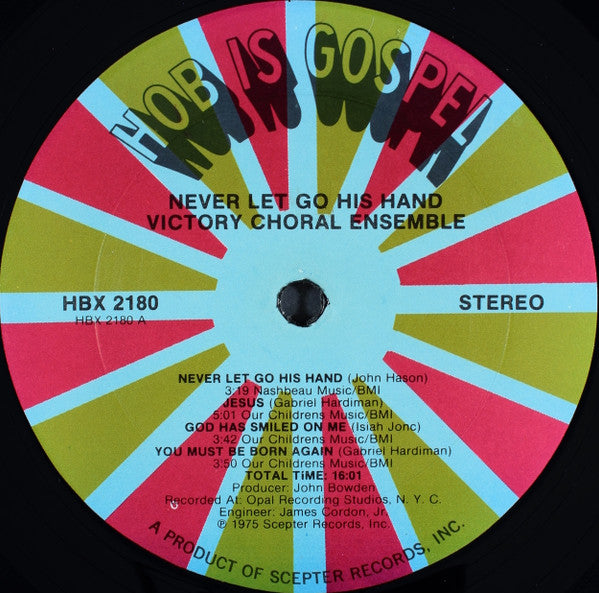 HOB IS GOSPEL
NEVER LET GO HIS HAND
VICTORY CHORAL ENSEMBLE
HBX 2180
HBX 2180 A
STEREO
NEVER LET GO HIS HAND (John Hason)
3:19 Nashbeau Music/BMI
JESUS (Gabriel Hardiman)
5:01 Our Childrens Music/BMI
GOD HAS SMILED ON ME (Isiah Jonc)
3:42 Our Childrens Music/BMI
YOU MUST BE BORN AGAIN (Gabriel Hardiman)
3:50 Our Childrens Music/BMI
TOTAL TiME: 16:01
Producer: John Bowden
Recorded At: Opal Recording Studios, N. Y. C.
Engineer: James Cordon, Jr.
℗ 1975 Scepter Records, Inc.
A PRODUCT OF SCEPTER RECORDS, INC.